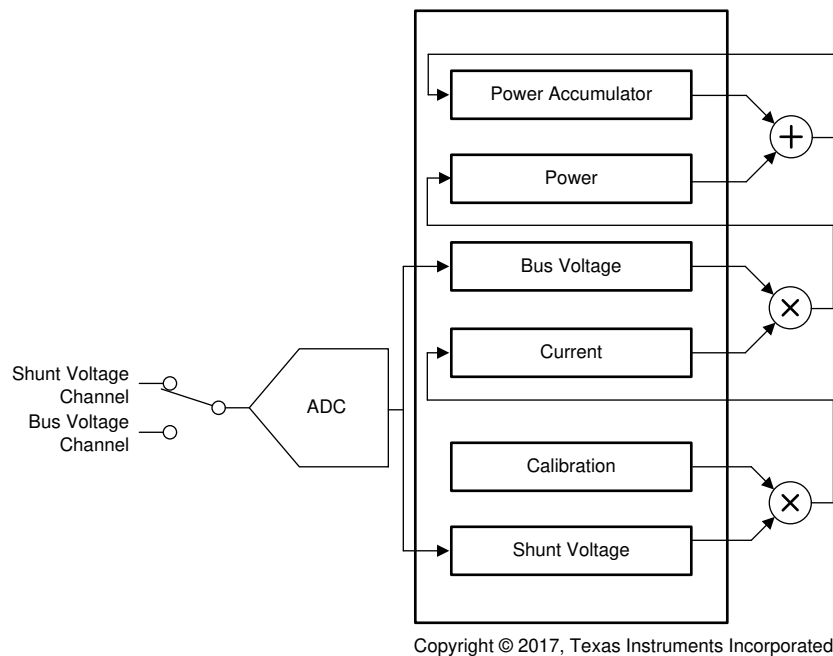 Power Accumulator
Power
Bus Voltage
Current
Shunt Voltage
Channel
Bus Voltage
Channel
ADC
Calibration
Shunt Voltage
Copyright © 2017, Texas Instruments Incorporated